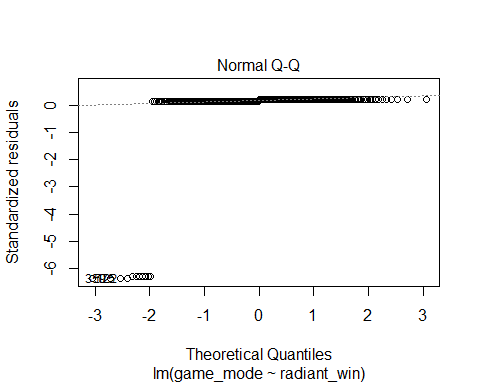 Normal Q-Q
Standardized residuals
0
-1
-2
-3
-4
-5
-6
-3 -2 -1 0 1 2 3
Theoretical Quantiles
lm(game_mode ~ radiant_win)